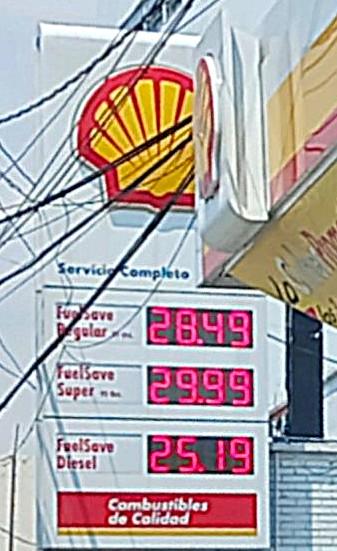 Servicio Completo
FuelSave
Regular
28.49
FuelSave
Super
29.99
FuelSave
Diesel
25.19
Combustibles
de Calidad